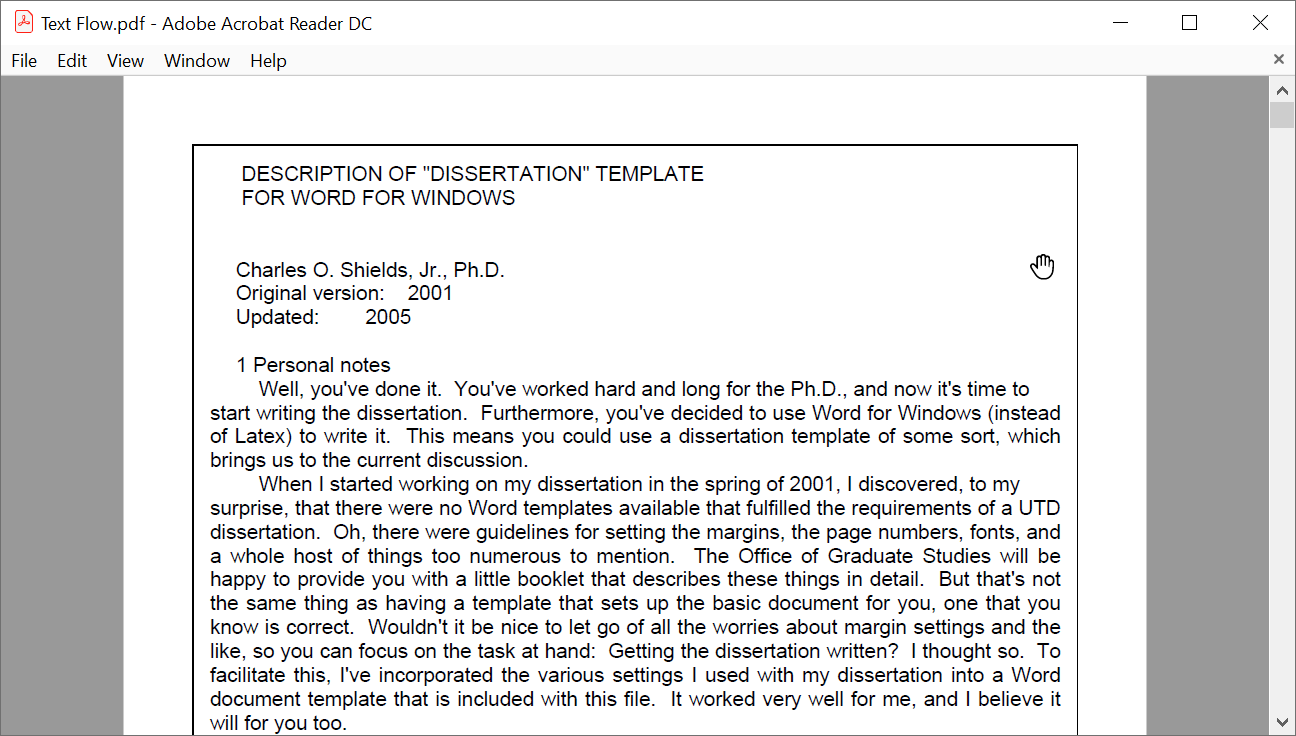 Text Flow.pdf - Adobe Acrobat Reader DC
File Edit View Window Help
DESCRIPTION OF "DISSERTATION" TEMPLATE
FOR WORD FOR WINDOWS
Charles O. Shields, Jr., Ph.D.
Original version: 2001
Updated: 2005
1 Personal notes
Well, you've done it. You've worked hard and long for the Ph.D., and now it's time to
start writing the dissertation. Furthermore, you've decided to use Word for Windows (instead
of Latex) to write it. This means you could use a dissertation template of some sort, which
brings us to the current discussion.
When I started working on my dissertation in the spring of 2001, I discovered, to my
surprise, that there were no Word templates available that fulfilled the requirements of a UTD
dissertation. Oh, there were guidelines for setting the margins, the page numbers, fonts, and
a whole host of things too numerous to mention. The Office of Graduate Studies will be
happy to provide you with a little booklet that describes these things in detail. But that's not
the same thing as having a template that sets up the basic document for you, one that you
know is correct. Wouldn't it be nice to let go of all the worries about margin settings and the
like, so you can focus on the task at hand: Getting the dissertation written? I thought so. To
facilitate this, I've incorporated the various settings I used with my dissertation into a Word
document template that is included with this file. It worked very well for me, and I believe it
will for you too.